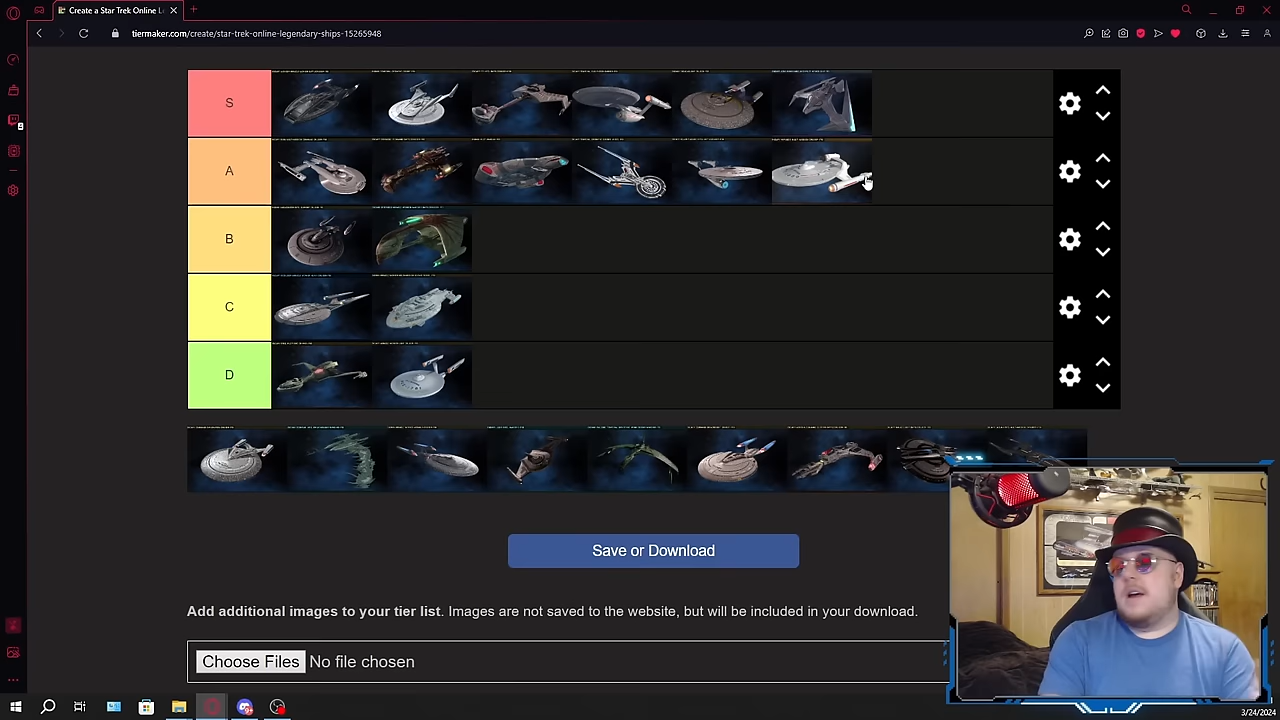 Create a Star Trek Online L
tiermaker.com/create/star-trek-online-legendary-ships-15265948
S
A
B
C
D
Save or Download
Add additional images to your tier list. Images are not saved to the website, but will be included in your download.
Choose Files No file chosen
3/24/2024